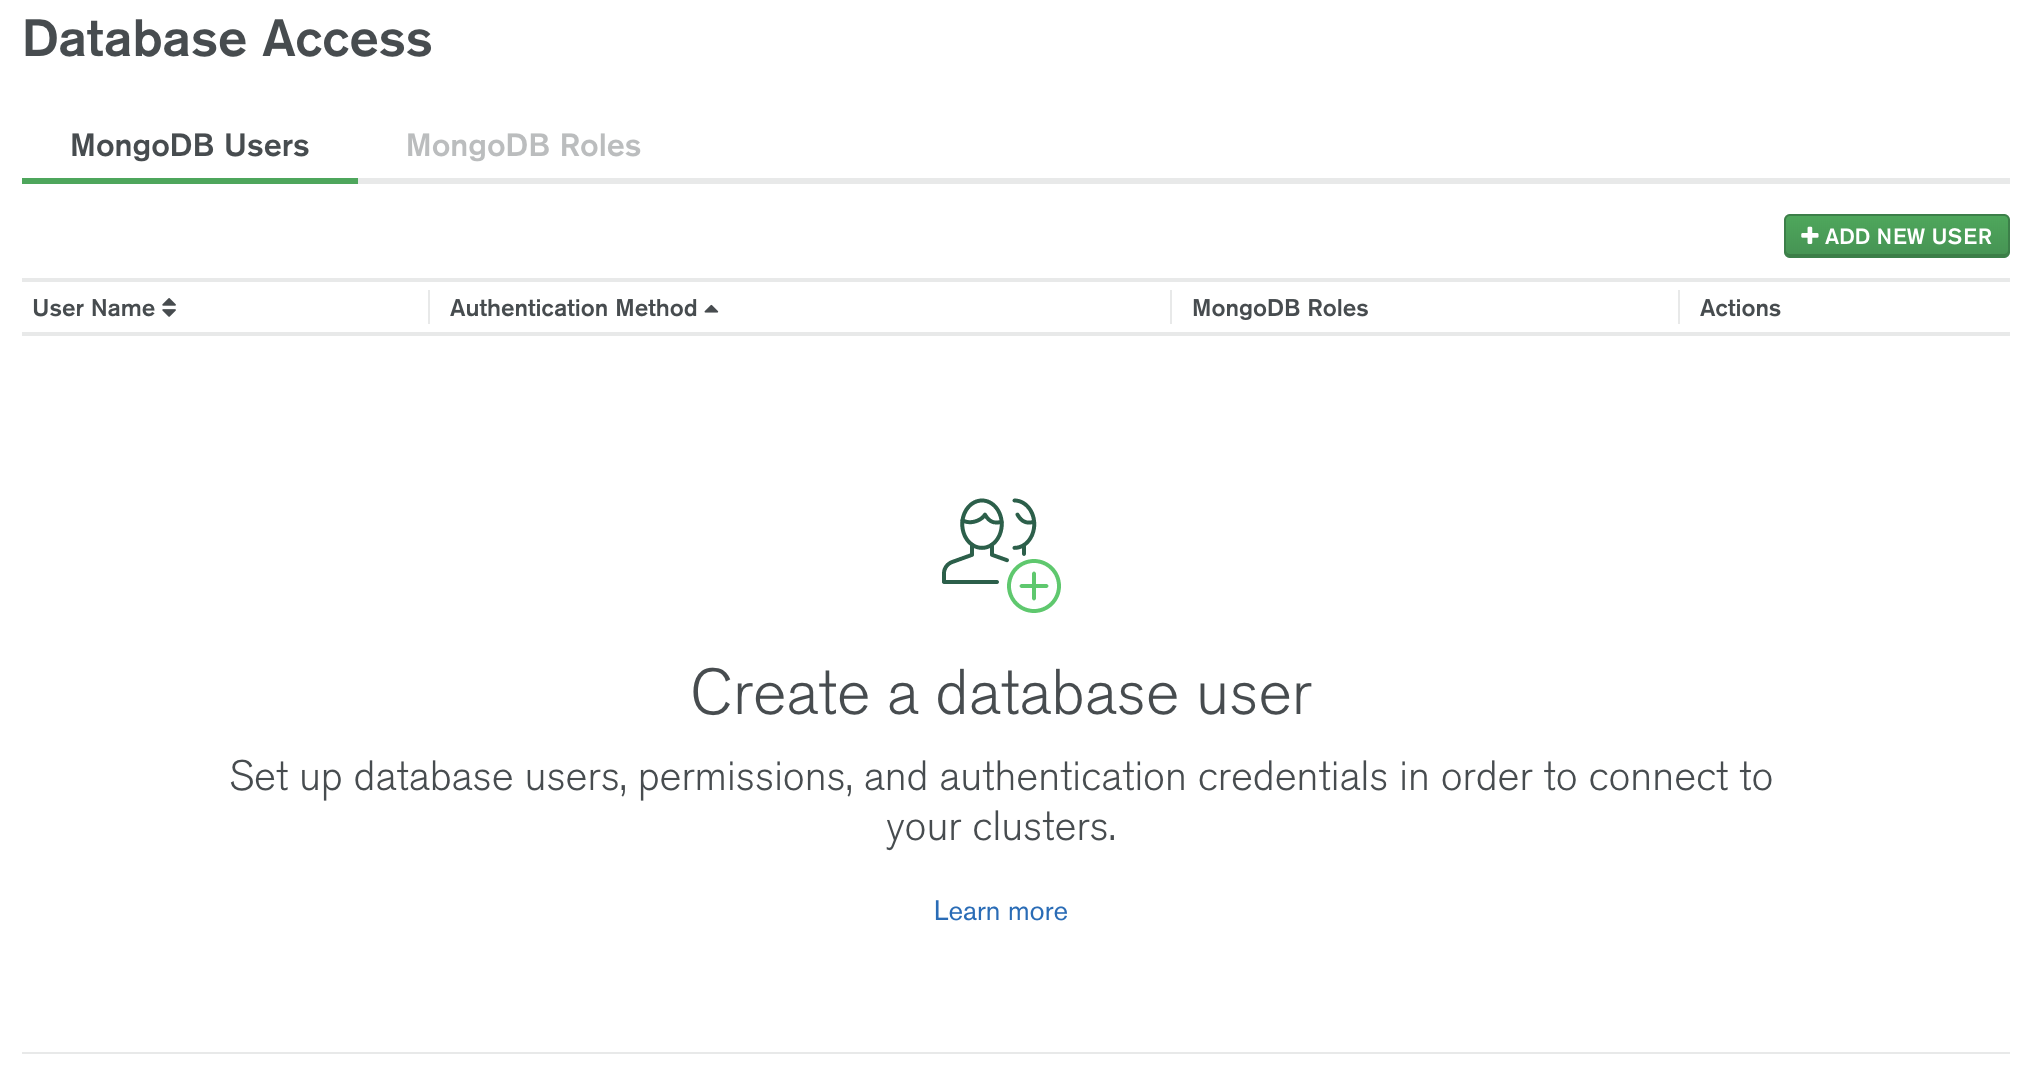 Database Access
MongoDB Users MongoDB Roles
ADD NEW USER
User Name Authentication Method MongoDB Roles Actions
Create a database user
Set up database users, permissions, and authentication credentials in order to connect to
your clusters.
Learn more